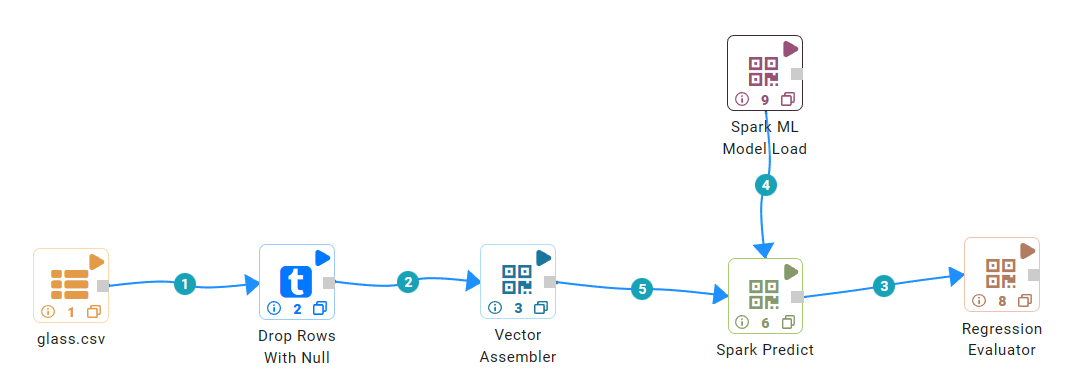 9
Spark ML
Model Load
4
1
1
glass.csv
t
2
Drop Rows
With Null
2
3
Vector
Assembler
5
6
Spark Predict
3
8
Regression
Evaluator